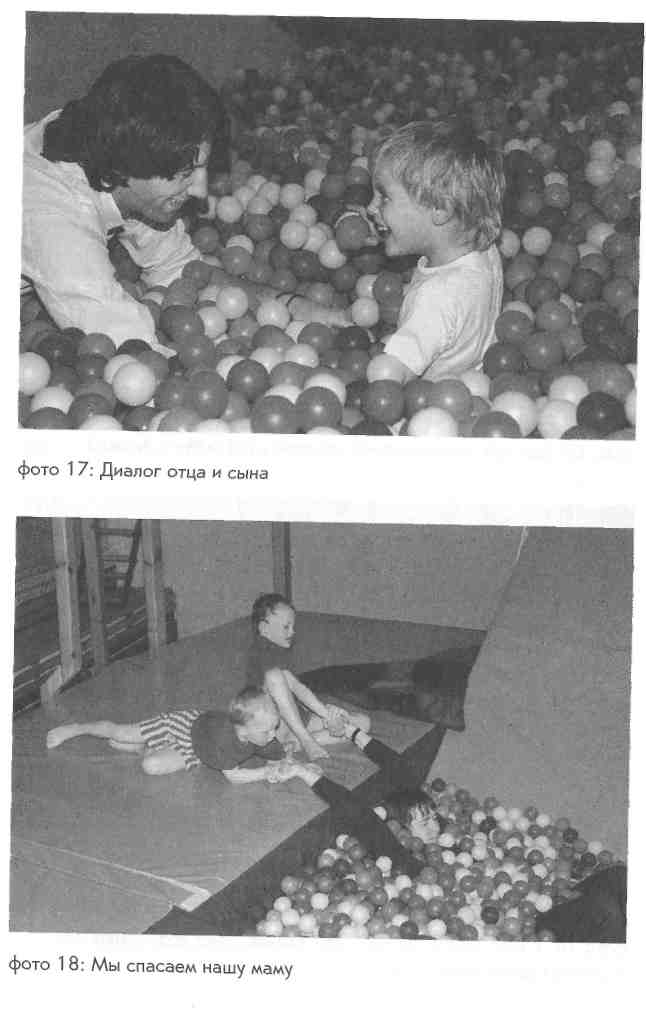 фото 17: Диалог отца и сына
фото 18: Мы спасаем нашу маму